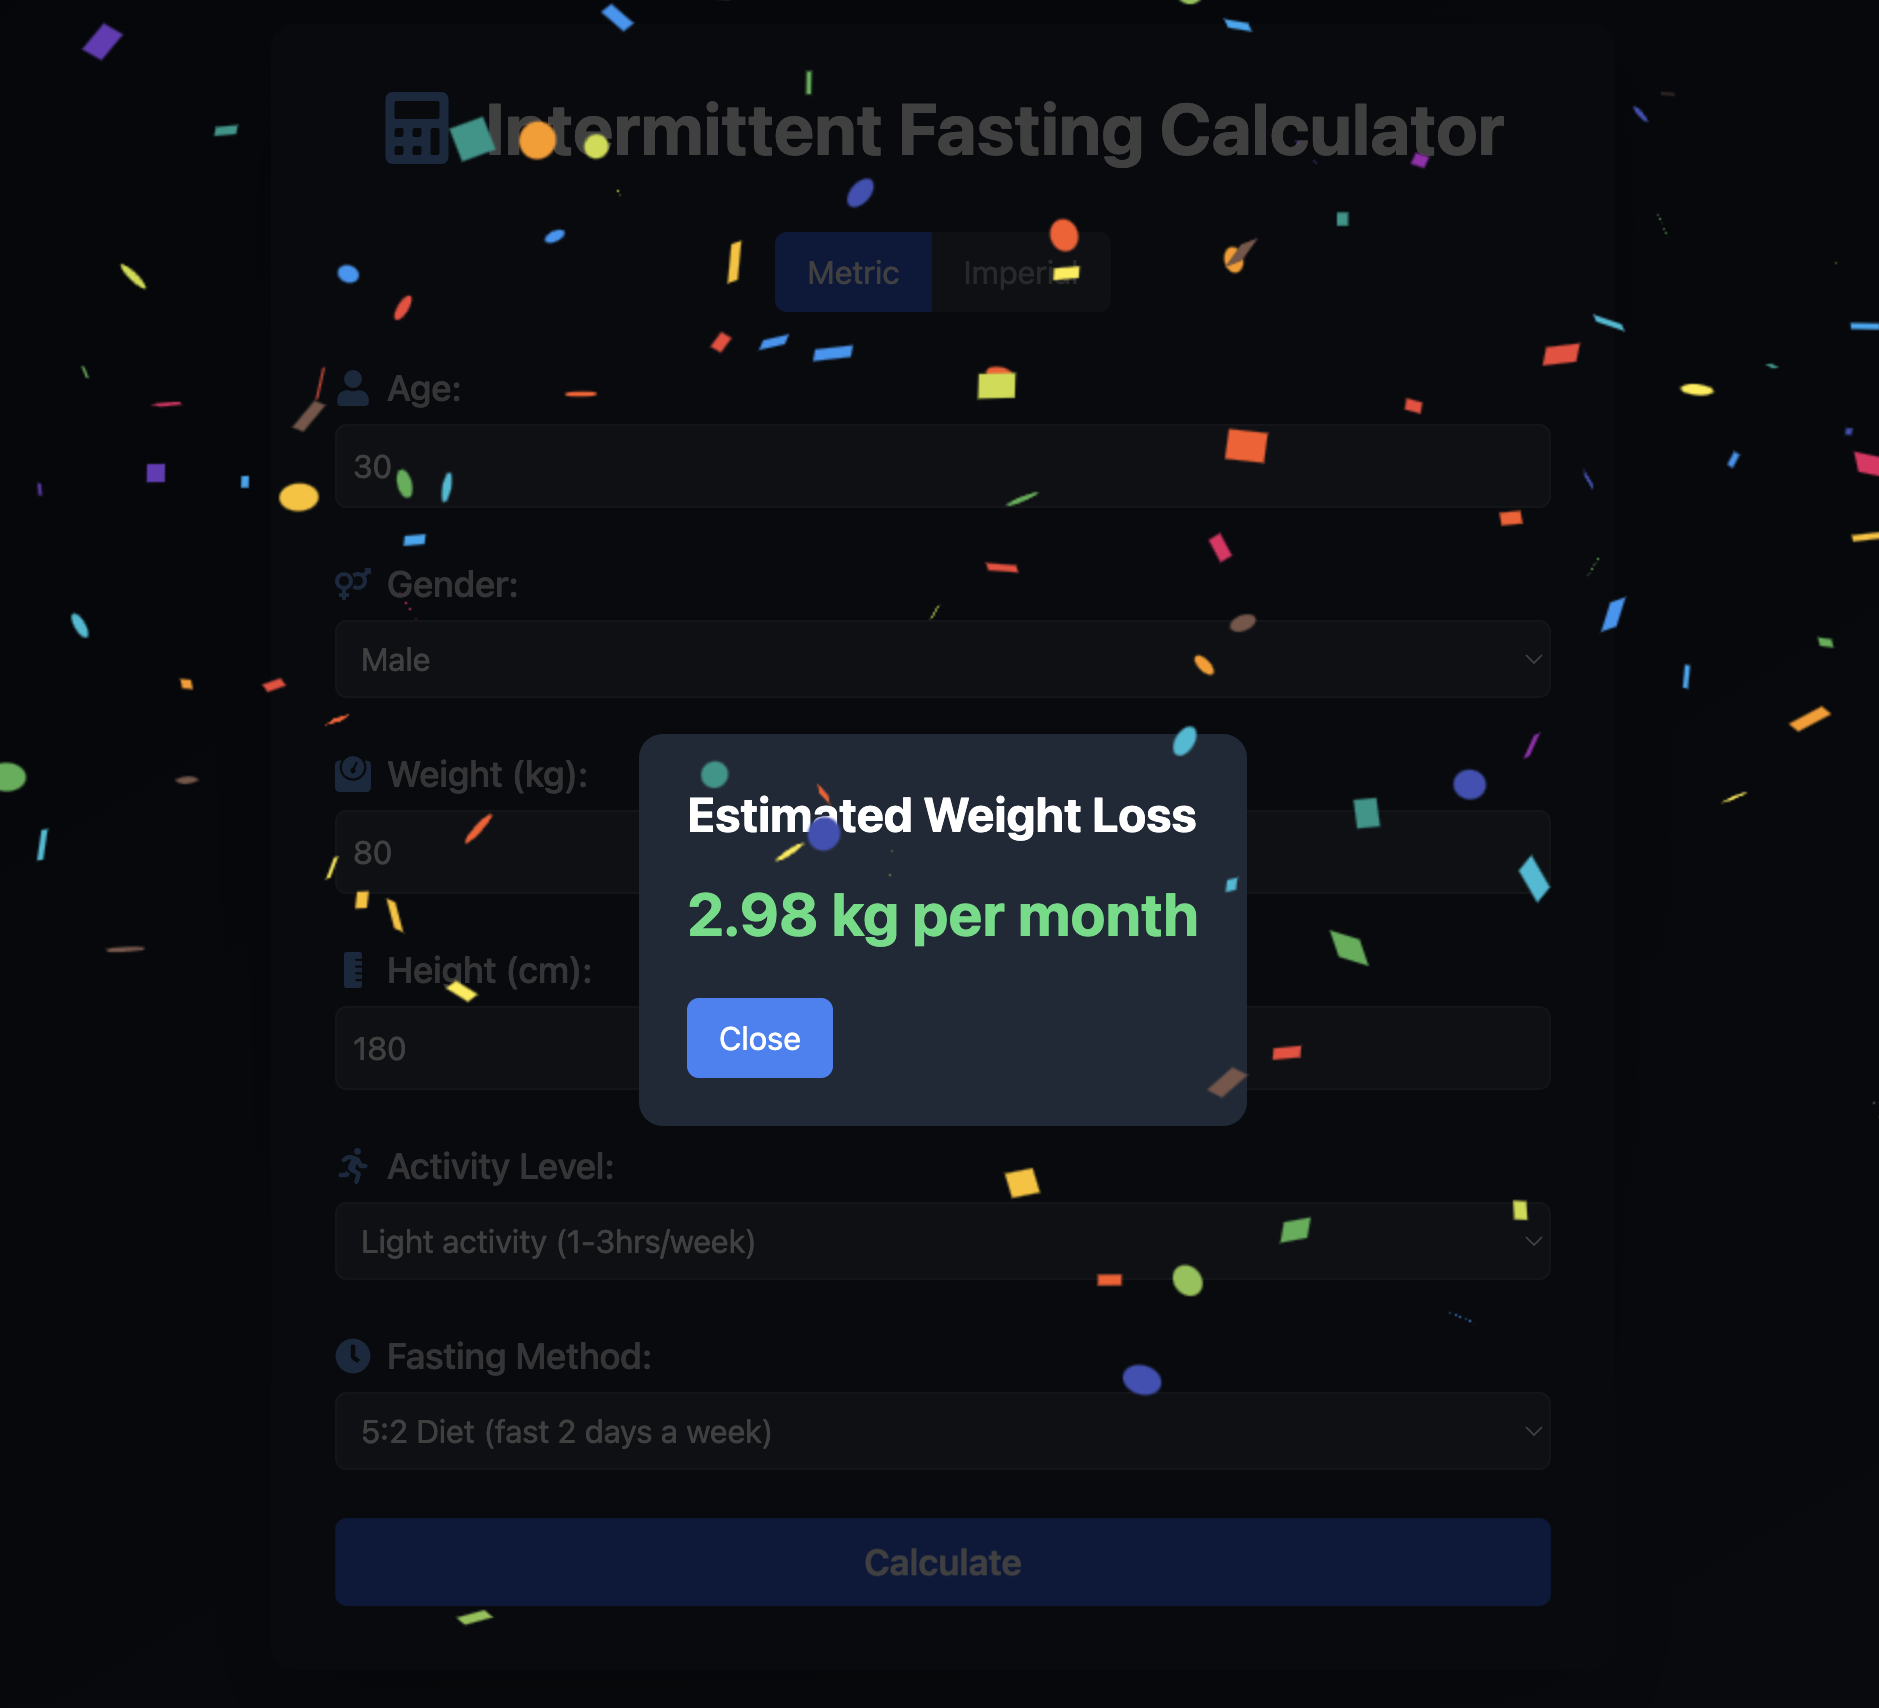 Intermittent Fasting Calculator
Metric
Imperial
Age:
30
Gender:
Male
Weight (kg):
80
Estimated Weight Loss
2.98 kg per month
Close
Height (cm):
180
Activity Level:
Light activity (1-3hrs/week)
Fasting Method:
5:2 Diet (fast 2 days a week)
Calculate